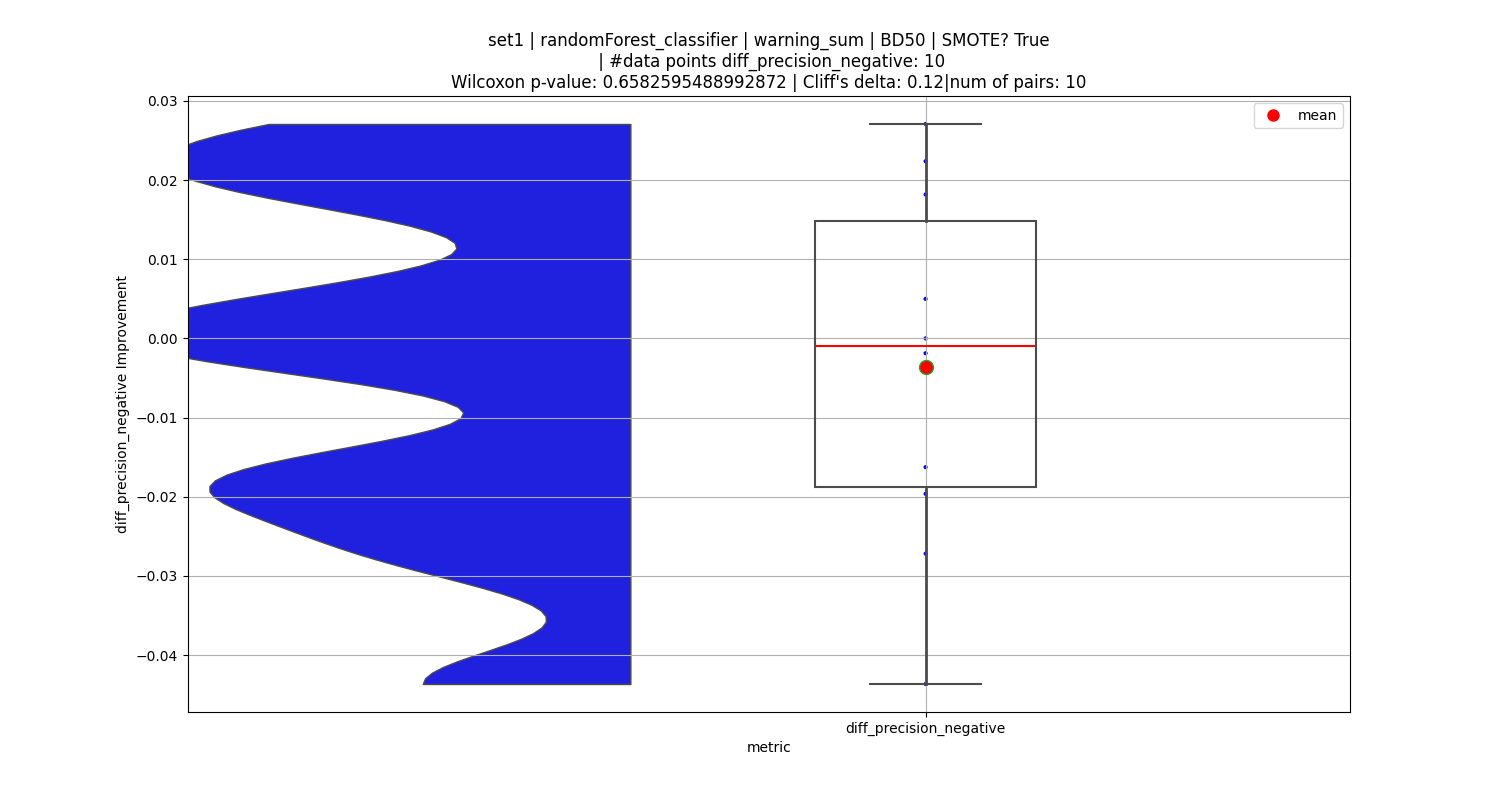 set1 | randomForest_classifier | warning_sum | BD50 | SMOTE? True
| #data points diff_precision_negative: 10
Wilcoxon p-value: 0.6582595488992872 | Cliff's delta: 0.12|num of pairs: 10
mean
0.03
0.02
0.01
0.00
−0.01
−0.02
−0.03
−0.04
diff_precision_negative Improvement
diff_precision_negative
metric